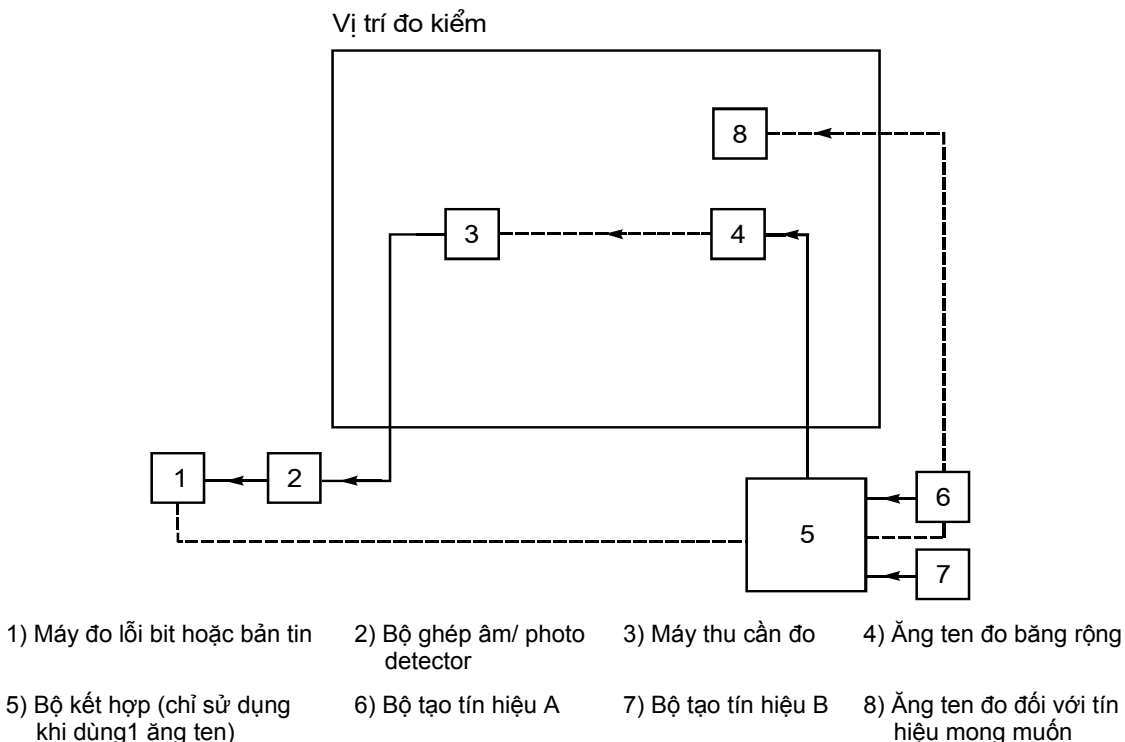 Vị trí đo kiểm
8
3
4
1
2
5
6
7
1) Máy đo lỗi bit hoặc bản tin
2) Bộ ghép âm/ photo
detector
3) Máy thu cần đo
4) Ăng ten đo băng rộng
5) Bộ kết hợp (chỉ sử dụng
khi dùng1 ăng ten)
6) Bộ tạo tín hiệu A
7) Bộ tạo tín hiệu B
8) Ăng ten đo đối với tín
hiệu mong muốn